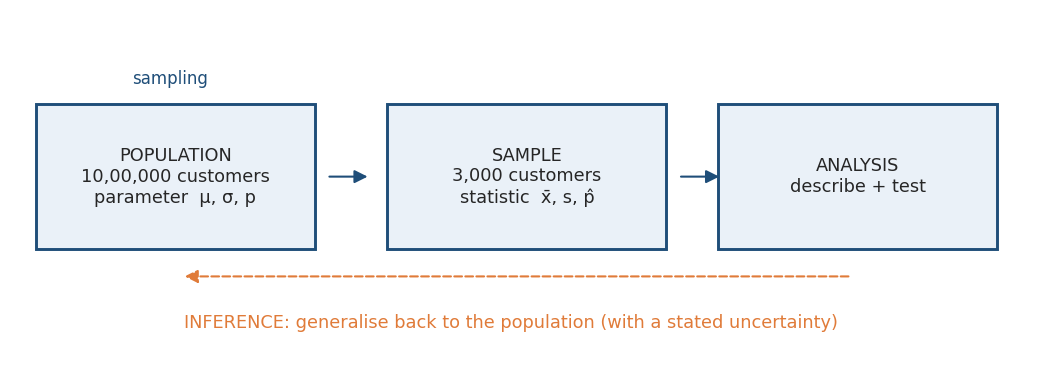 sampling
POPULATION
10,00,000 customers
parameter  μ, σ, p
SAMPLE
3,000 customers
statistic  x̄, s, p̂
ANALYSIS
describe + test
INFERENCE: generalise back to the population (with a stated uncertainty)